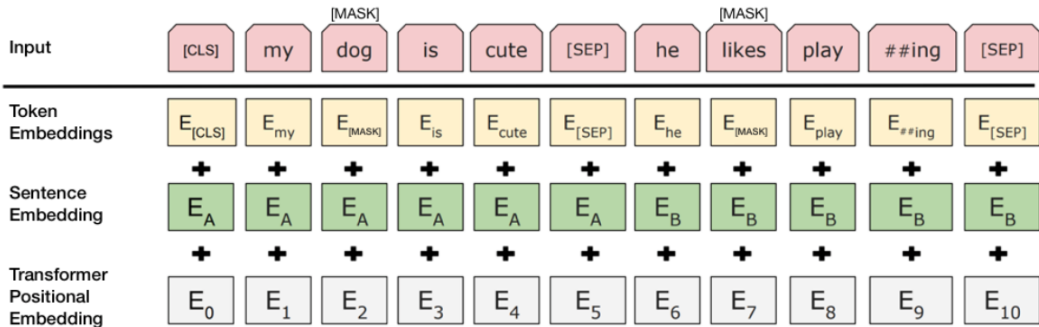 [MASK] [MASK]
Input [CLS] my dog is cute [SEP] he likes play ##ing [SEP]
Token
Embeddings
E[CLS] Emy E[MASK] Eis Ecute E[SEP] Ehe E[MASK] Eplay E##ing E[SEP]
+ + + + + + + + + + +
Sentence
Embedding
EA EA EA EA EA EA EB EB EB EB EB
+ + + + + + + + + + +
Transformer
Positional
Embedding
E0 E1 E2 E3 E4 E5 E6 E7 E8 E9 E10